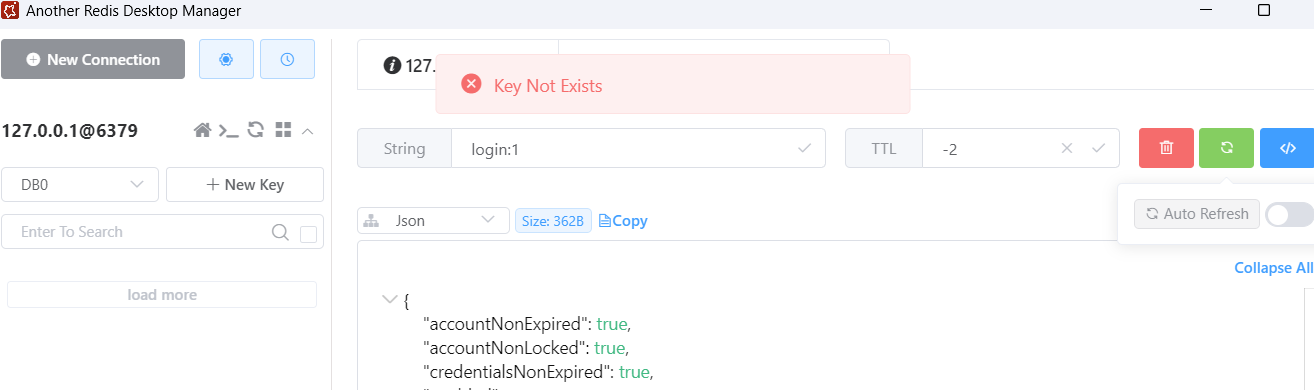 Another Redis Desktop Manager
New Connection
127.
Key Not Exists
127.0.0.1@6379
String
login:1
TTL
-2
DB0
New Key
Auto Refresh
Json
Size: 362B
Copy
Enter To Search
Collapse All
load more
{
"accountNonExpired": true,
"accountNonLocked": true,
"credentialsNonExpired": true,